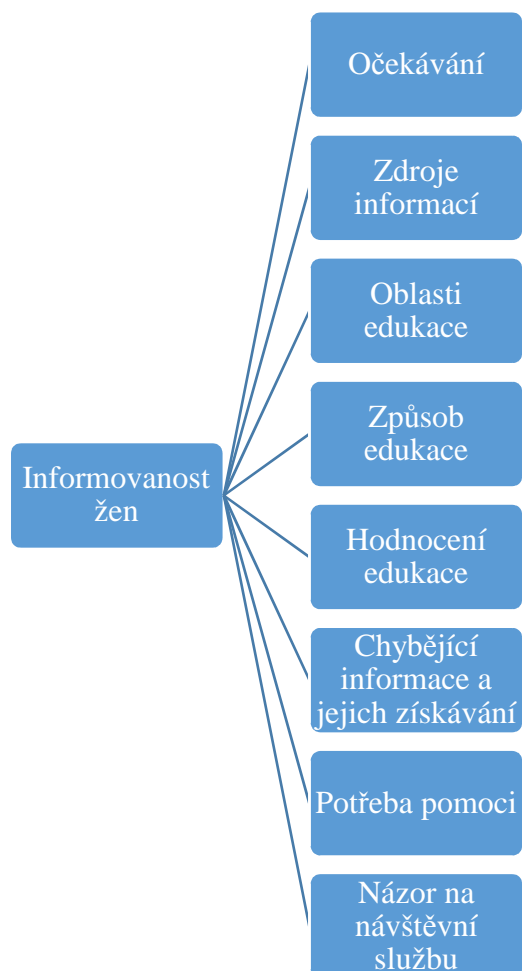 Očekávání
Zdroje
informací
Oblasti
edukace
Způsob
edukace
Informovanost
žen
Hodnocení
edukace
Chybějící
informace a
jejich získávání
Potřeba pomoci
Názor na
návštěvní
službu